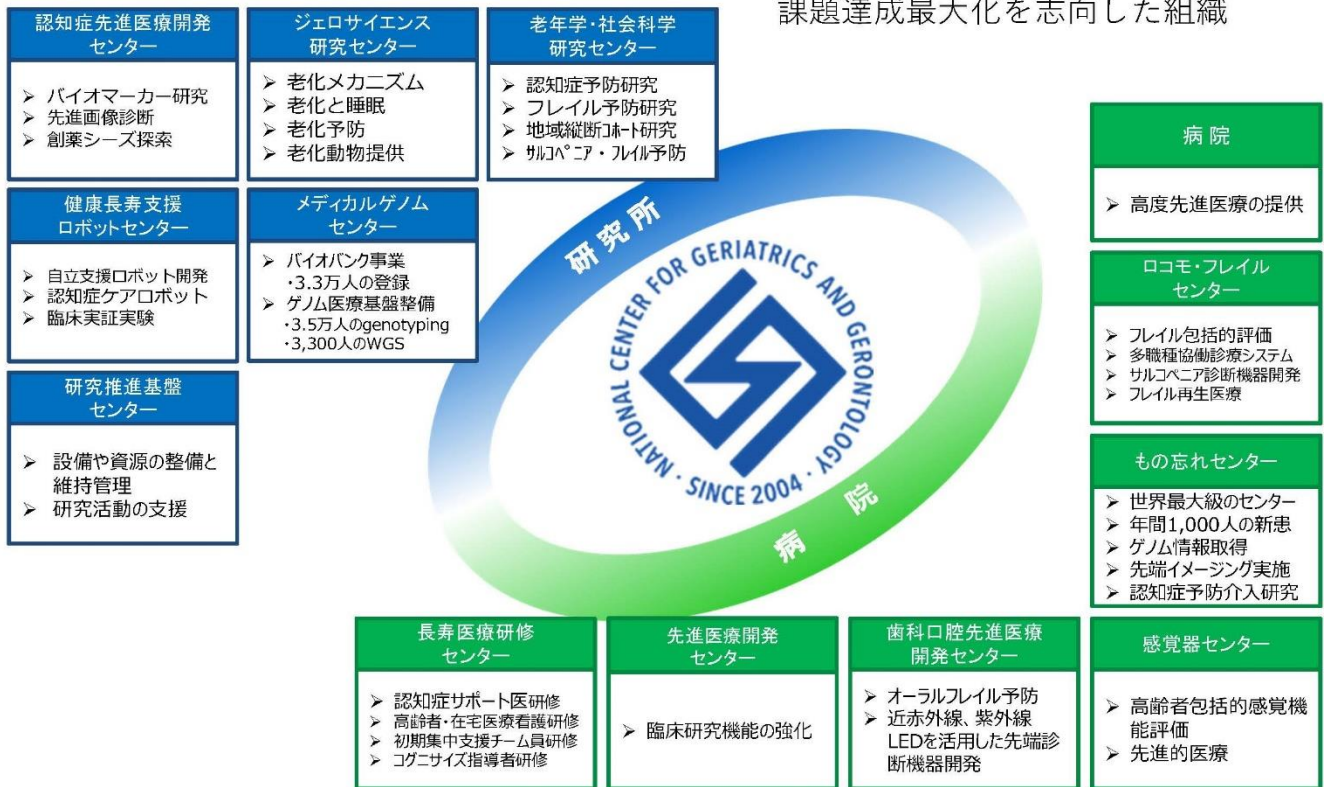 課題達成最大化を志向した組織
認知症先進医療開発
センター
➢ バイオマーカー研究
➢ 先進画像診断
➢ 創薬シーズ探索
ジェロサイエンス
研究センター
➢ 老化メカニズム
➢ 老化と睡眠
➢ 老化予防
➢ 老化動物提供
老年学・社会科学
研究センター
➢ 認知症予防研究
➢ フレイル予防研究
➢ 地域縦断ｺﾎｰﾄ研究
➢ ｻﾙｺﾍﾟﾆｱ・ﾌﾚｲﾙ予防
健康長寿支援
ロボットセンター
➢ 自立支援ロボット開発
➢ 認知症ケアロボット
➢ 臨床実証実験
メディカルゲノム
センター
➢ バイオバンク事業
・3.3万人の登録
➢ ゲノム医療基盤整備
・3.5万人のgenotyping
・3,300人のWGS
研究推進基盤
センター
➢ 設備や資源の整備と
維持管理
➢ 研究活動の支援
研究所
NATIONAL CENTER FOR GERIATRICS AND GERONTOLOGY
・SINCE 2004・
病院
病院
➢ 高度先進医療の提供
ロコモ・フレイル
センター
➢ フレイル包括的評価
➢ 多職種協働診療システム
➢ サルコペニア診断機器開発
➢ フレイル再生医療
もの忘れセンター
➢ 世界最大級のセンター
➢ 年間1,000人の新患
➢ ゲノム情報取得
➢ 先端イメージング実施
➢ 認知症予防介入研究
長寿医療研修
センター
➢ 認知症サポート医研修
➢ 高齢者・在宅医療看護研修
➢ 初期集中支援チーム員研修
➢ コグニサイズ指導者研修
先進医療開発
センター
➢ 臨床研究機能の強化
歯科口腔先進医療
開発センター
➢ オーラルフレイル予防
➢ 近赤外線、紫外線
LEDを活用した先端診
断機器開発
感覚器センター
➢ 高齢者包括的感覚機
能評価
➢ 先進的医療